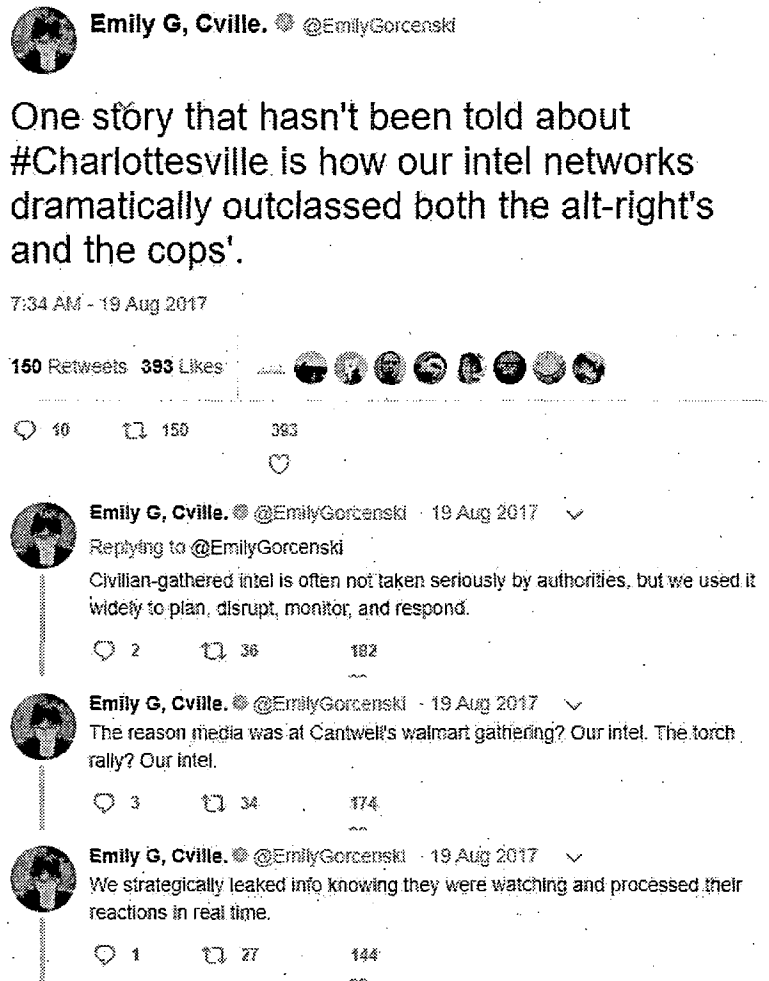 Emily G, Cville. @EmilyGorcenski
One story that hasn't been told about
#Charlottesville is how our intel networks
dramatically outclassed both the alt-right's
and the cops'.
7:34 AM - 19 Aug 2017
150 Retweets 393 Likes
10 150 393
Emily G, Cville. @EmilyGorcenski · 19 Aug 2017
Replying to @EmilyGorcenski
Civilian-gathered intel is often not taken seriously by authorities, but we used it
widely to plan, disrupt, monitor, and respond.
2 36 182
Emily G, Cville. @EmilyGorcenski · 19 Aug 2017
The reason media was at Cantwell's walmart gathering? Our intel. The torch
rally? Our intel.
3 34 174
Emily G, Cville. @EmilyGorcenski · 19 Aug 2017
We strategically leaked info knowing they were watching and processed their
reactions in real time.
1 27 144